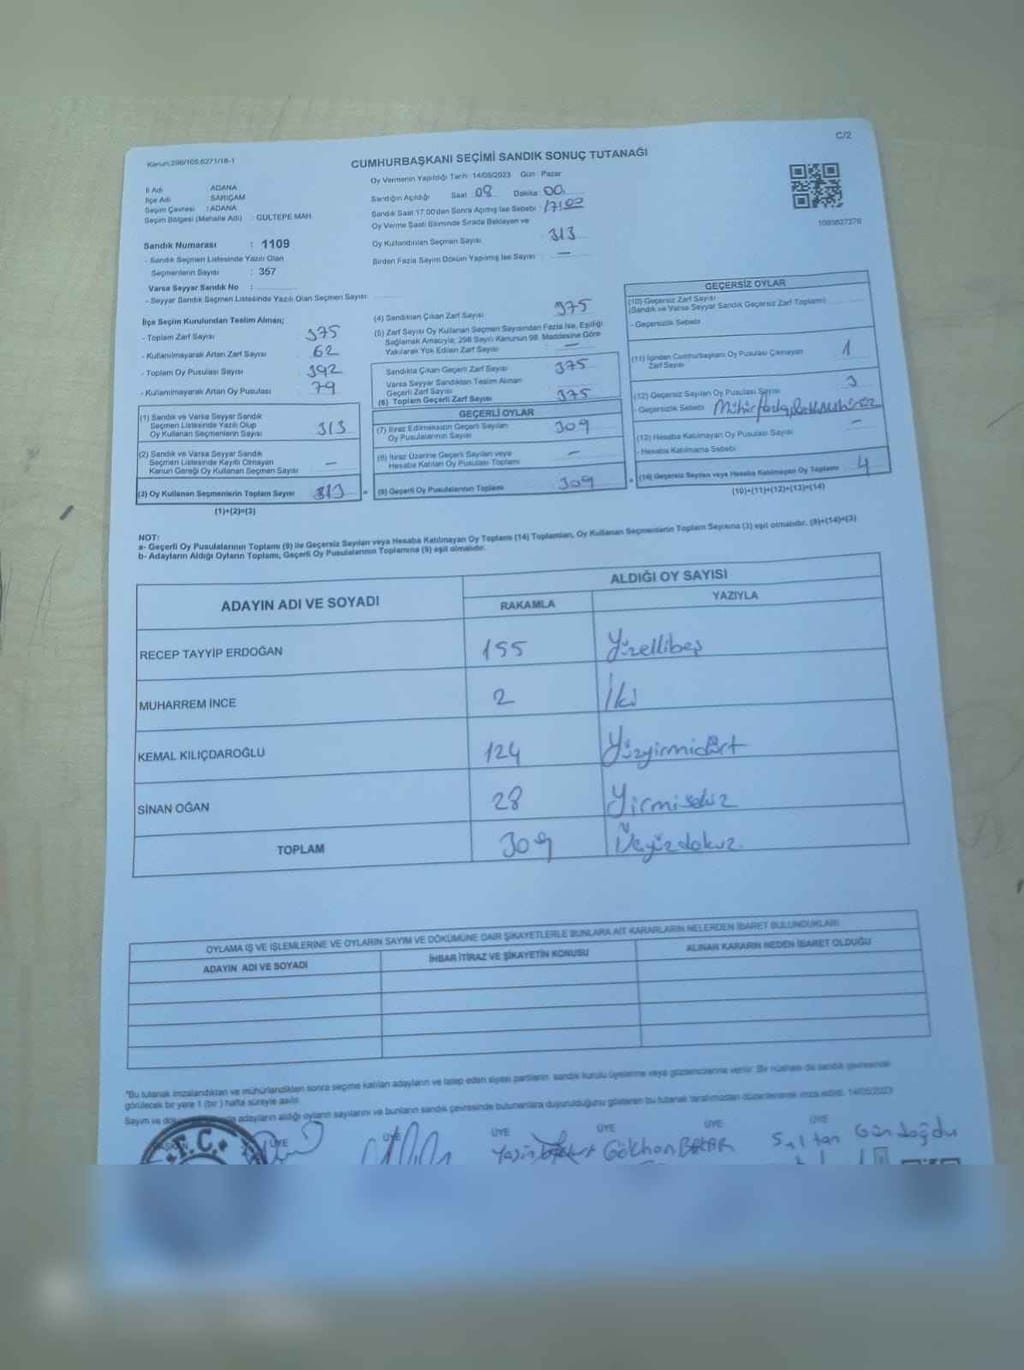 C/2
Kanun:298/105,6271/18-1
CUMHURBAŞKANI SEÇİMİ SANDIK SONUÇ TUTANAĞI
Oy Vermenin Yapıldığı Tarih: 14/05/2023 Gün: Pazar
İl Adı : ADANA
İlçe Adı : SARIÇAM
Seçim Çevresi : ADANA
Seçim Bölgesi (Mahalle Adı) : GÜLTEPE MAH.
Sandığın Açıldığı Saat: 08 Dakika: 00
Sandık Saat 17:00'den Sonra Açılmış İse Sebebi : 17:00
Oy Verme Saati Bitiminde Sırada Bekleyen ve
Oy Kullandırılan Seçmen Sayısı 313
Birden Fazla Sayım Döküm Yapılmış İse Sayısı : —
1093627276
Sandık Numarası : 1109
- Sandık Seçmen Listesinde Yazılı Olan
Seçmenlerin Sayısı : 367
Varsa Seyyar Sandık No :
- Seyyar Sandık Seçmen Listesinde Yazılı Olan Seçmen Sayısı:
İlçe Seçim Kurulundan Teslim Alınan;
- Toplam Zarf Sayısı 375
- Kullanılmayarak Artan Zarf Sayısı 62
- Toplam Oy Pusulası Sayısı 392
- Kullanılmayarak Artan Oy Pusulası 79
(1) Sandık ve Varsa Seyyar Sandık
Seçmen Listesinde Yazılı Olup
Oy Kullanan Seçmenlerin Sayısı 313
(2) Sandık ve Varsa Seyyar Sandık
Seçmen Listesinde Kayıtlı Olmayan
Kanun Gereği Oy Kullanan Seçmen Sayısı —
(3) Oy Kullanan Seçmenlerin Toplam Sayısı 313
(1)+(2)=(3)
(4) Sandıktan Çıkan Zarf Sayısı 375
(5) Zarf Sayısı Oy Kullanan Seçmen Sayısından Fazla İse, Eşitliği
Sağlamak Amacıyla; 298 Sayılı Kanunun 98. Maddesine Göre
Yakılarak Yok Edilen Zarf Sayısı —
Sandıkta Çıkan Geçerli Zarf Sayısı 375
Varsa Seyyar Sandıktan Teslim Alınan
Geçerli Zarf Sayısı
(6) Toplam Geçerli Zarf Sayısı 375
GEÇERLİ OYLAR
(7) İtiraz Edilmeksizin Geçerli Sayılan
Oy Pusulalarının Sayısı 309
(8) İtiraz Üzerine Geçerli Sayılan veya
Hesaba Katılan Oy Pusulası Toplamı —
= (9) Geçerli Oy Pusulalarının Toplamı 309
GEÇERSİZ OYLAR
(10) Geçersiz Zarf Sayısı
(Sandık ve Varsa Seyyar Sandık Geçersiz Zarf Toplamı)
- Geçersizlik Sebebi
(11) İçinden Cumhurbaşkanı Oy Pusulası Çıkmayan
Zarf Sayısı 1
(12) Geçersiz Sayılan Oy Pusulası Sayısı 3
- Geçersizlik Sebebi
(13) Hesaba Katılmayan Oy Pusulası Sayısı —
- Hesaba Katılmama Sebebi
+ (14) Geçersiz Sayılan veya Hesaba Katılmayan Oy Toplamı 4
(10)+(11)+(12)+(13)=(14)
NOT:
a- Geçerli Oy Pusulalarının Toplamı (9) ile Geçersiz Sayılan veya Hesaba Katılmayan Oy Toplamı (14) Toplamları, Oy Kullanan Seçmenlerin Toplam Sayısına (3) eşit olmalıdır. (9)+(14)=(3)
b- Adayların Aldığı Oyların Toplamı, Geçerli Oy Pusulalarının Toplamına (9) eşit olmalıdır.
ADAYIN ADI VE SOYADI
ALDIĞI OY SAYISI
RAKAMLA YAZIYLA
RECEP TAYYİP ERDOĞAN 155 Yüzellibeş
MUHARREM İNCE 2 İki
KEMAL KILIÇDAROĞLU 124 Yüzyirmidört
SİNAN OĞAN 28 Yirmisekiz
TOPLAM 309 Üçyüzdokuz.
OYLAMA İŞ VE İŞLEMLERİNE VE OYLARIN SAYIM VE DÖKÜMÜNE DAİR ŞİKAYETLERLE BUNLARA AİT KARARLARIN NELERDEN İBARET BULUNDUKLARI
ADAYIN ADI VE SOYADI İHBAR İTİRAZ VE ŞİKAYETİN KONUSU ALINAN KARARIN NEDEN İBARET OLDUĞU
"Bu tutanak imzalandıktan ve mühürlendikten sonra seçime katılan adayların ve talep eden siyasi partilerin sandık kurulu üyelerine veya gözlemcilerine verilir. Bir nüshası da sandık çevresinde
görülecek bir yere 1 (bir ) hafta süreyle asılır.
Sayım ve adayların aldığı oyların sayılarını ve bunların sandık çevresinde bulunanlara duyurulduğunu gösteren bu tutanak tarafımızdan düzenlenerek imza edildi. 14/05/2023
ÜYE ÜYE ÜYE ÜYE ÜYE ÜYE
Yasin Gökhan Sultan Gündoğdu
T.C.